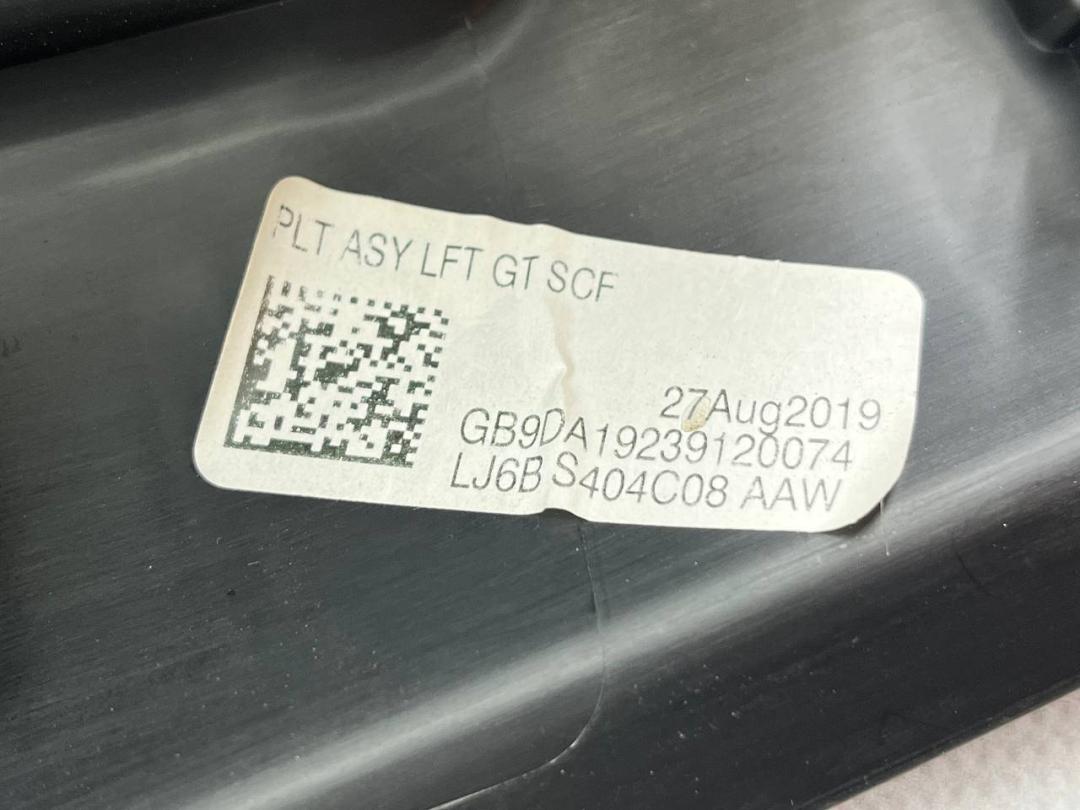 PLT ASY LFT GT SCF
27Aug2019
GB9DA19239120074
LJ6B S404C08 AAW